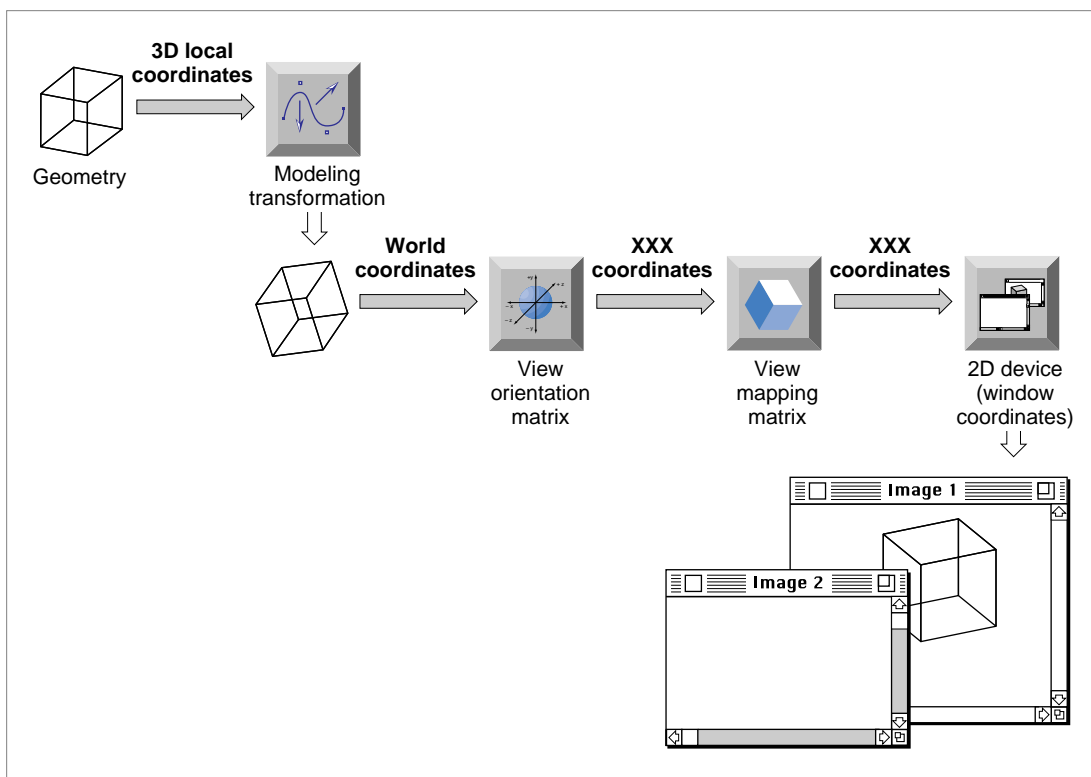 3D local
coordinates
Geometry
Modeling
transformation
World
coordinates
XXX
coordinates
XXX
coordinates
+y
+z
-x
+x
-z
-y
View
orientation
matrix
View
mapping
matrix
2D device
(window
coordinates)
Image 1
Image 2